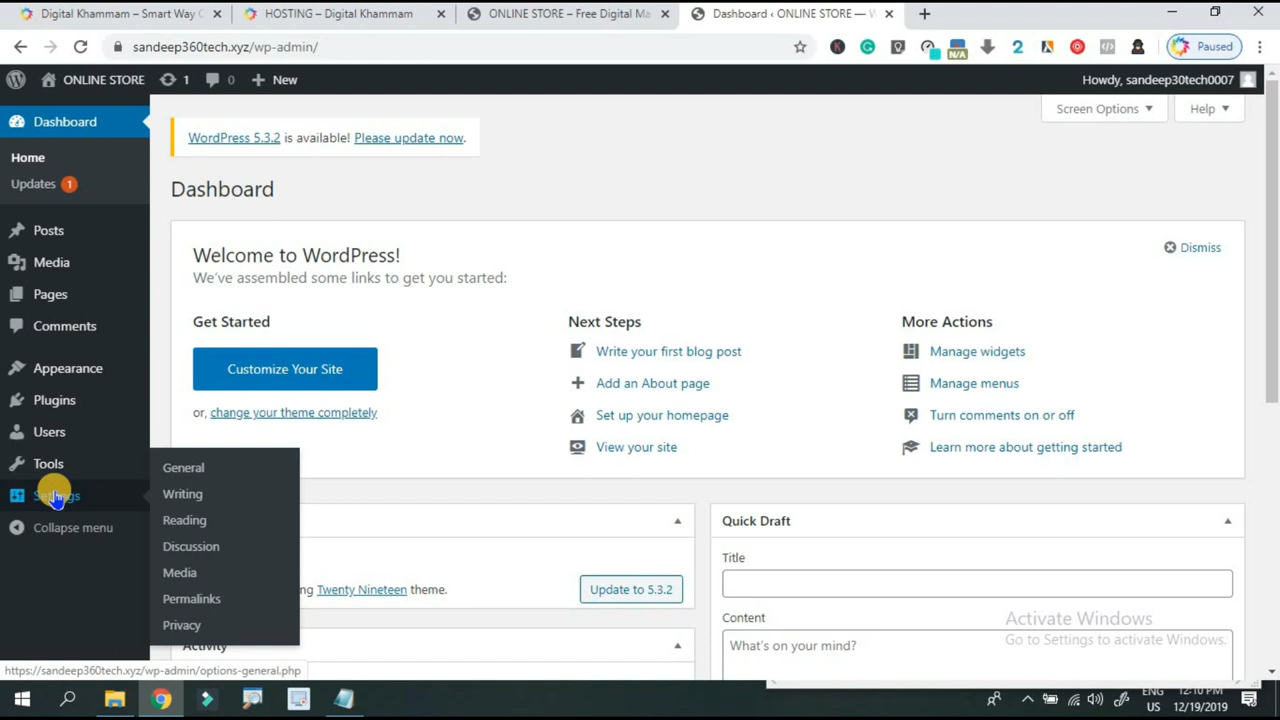 Digital Khammam – Smart Way C
HOSTING – Digital Khammam
ONLINE STORE – Free Digital Ma
Dashboard ‹ ONLINE STORE — W
sandeep360tech.xyz/wp-admin/
N/A
2
Paused
ONLINE STORE
1
0
New
Howdy, sandeep30tech0007
Dashboard
Home
Updates 1
Posts
Media
Pages
Comments
Appearance
Plugins
Users
Tools
Settings
Collapse menu
General
Writing
Reading
Discussion
Media
Permalinks
Privacy
Screen Options
Help
WordPress 5.3.2 is available! Please update now.
Dashboard
Welcome to WordPress!
We've assembled some links to get you started:
Dismiss
Get Started
Customize Your Site
or, change your theme completely
Next Steps
Write your first blog post
Add an About page
Set up your homepage
View your site
More Actions
Manage widgets
Manage menus
Turn comments on or off
Learn more about getting started
ng Twenty Nineteen theme.
Update to 5.3.2
Activity
Quick Draft
Title
Content
What's on your mind?
Activate Windows
Go to Settings to activate Windows.
https://sandeep360tech.xyz/wp-admin/options-general.php
ENG
US
12:10 PM
12/19/2019